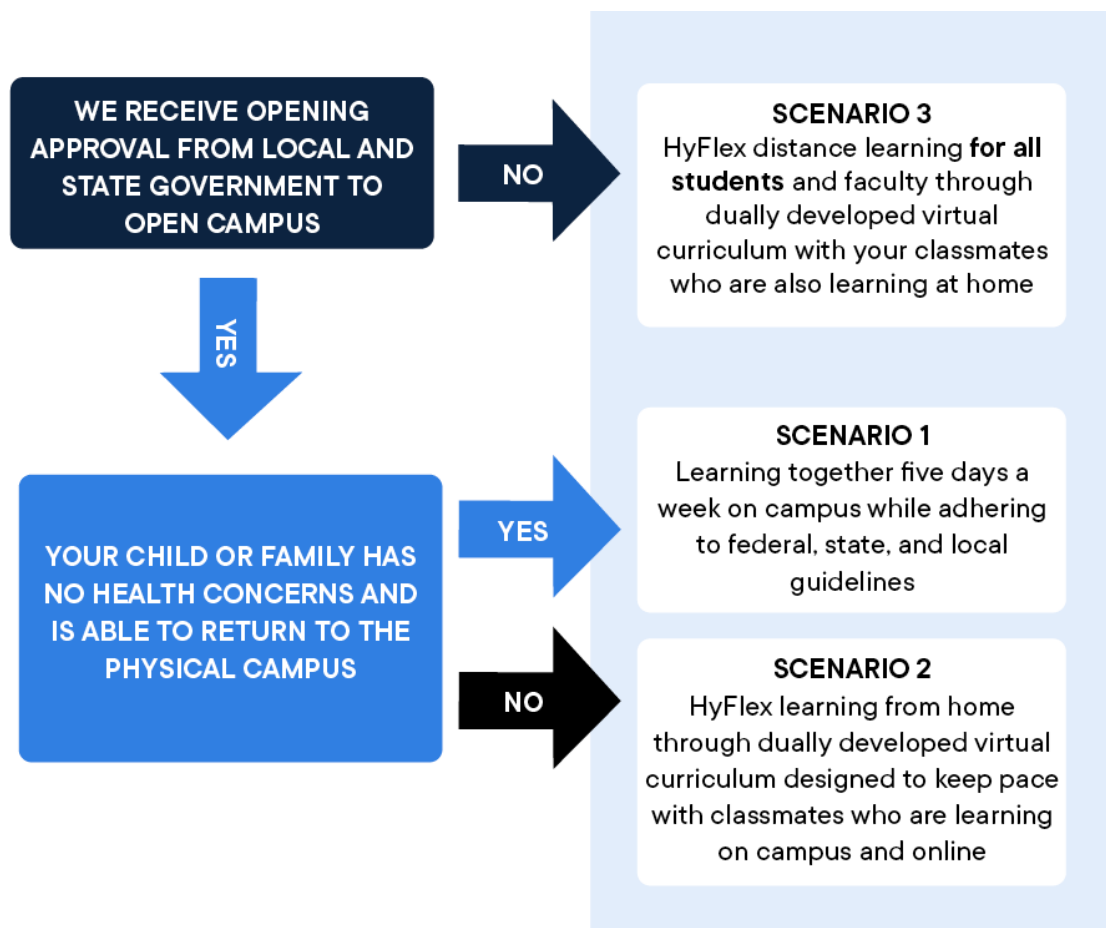 WE RECEIVE OPENING
APPROVAL FROM LOCAL AND
STATE GOVERNMENT TO
OPEN CAMPUS
NO
SCENARIO 3
HyFlex distance learning for all
students and faculty through
dually developed virtual
curriculum with your classmates
who are also learning at home
YES
YOUR CHILD OR FAMILY HAS
NO HEALTH CONCERNS AND
IS ABLE TO RETURN TO THE
PHYSICAL CAMPUS
YES
SCENARIO 1
Learning together five days a
week on campus while adhering
to federal, state, and local
guidelines
NO
SCENARIO 2
HyFlex learning from home
through dually developed virtual
curriculum designed to keep pace
with classmates who are learning
on campus and online